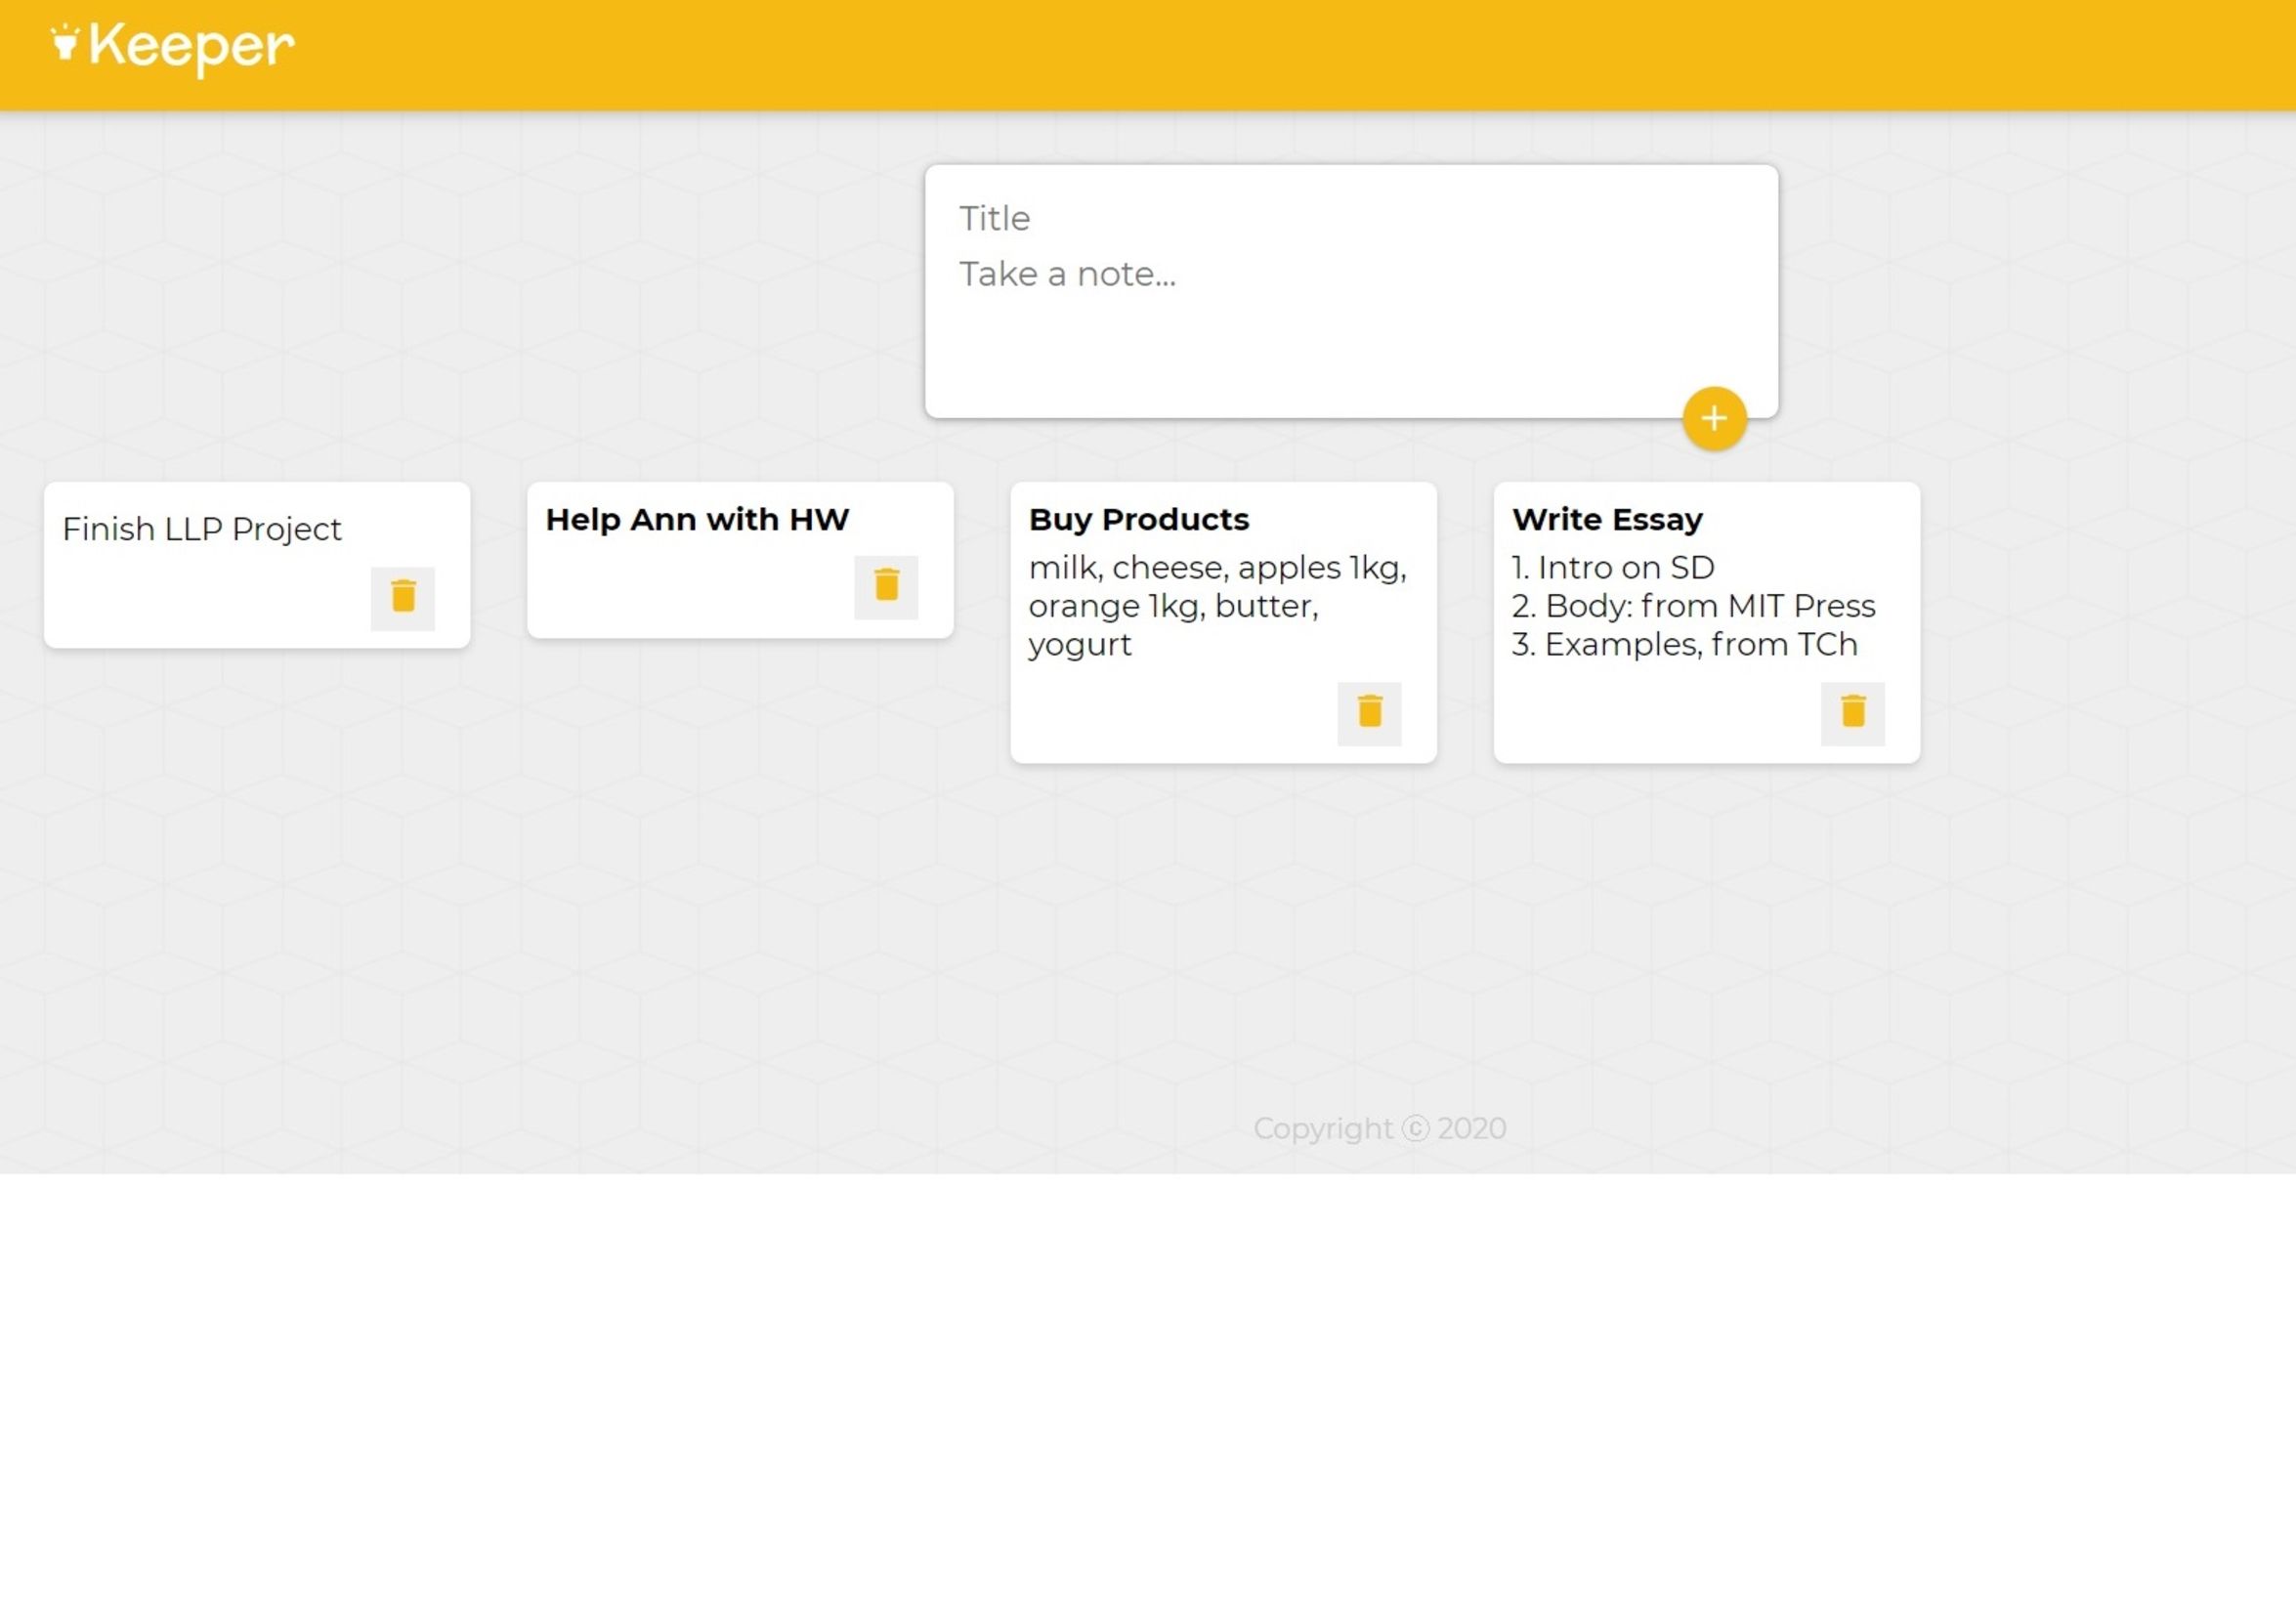 Keeper
Title
Take a note...
Finish LLP Project
Help Ann with HW
Buy Products
milk, cheese, apples 1kg,
orange 1kg, butter,
yogurt
Write Essay
1. Intro on SD
2. Body: from MIT Press
3. Examples, from TCh
Copyright ⓒ 2020